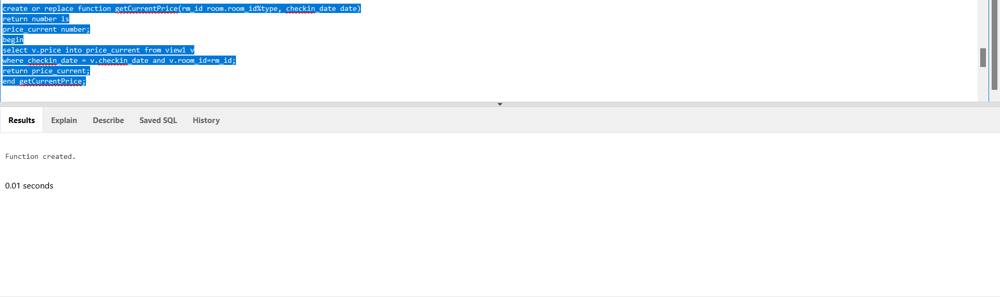 create or replace function getCurrentPrice(rm_id room.room_id%type, checkin_date date)
return number is
price_current number;
begin
select v.price into price_current from view1 v
where checkin_date = v.checkin_date and v.room_id=rm_id;
return price_current;
end getCurrentPrice;
Results Explain Describe Saved SQL History
Function created.
0.01 seconds